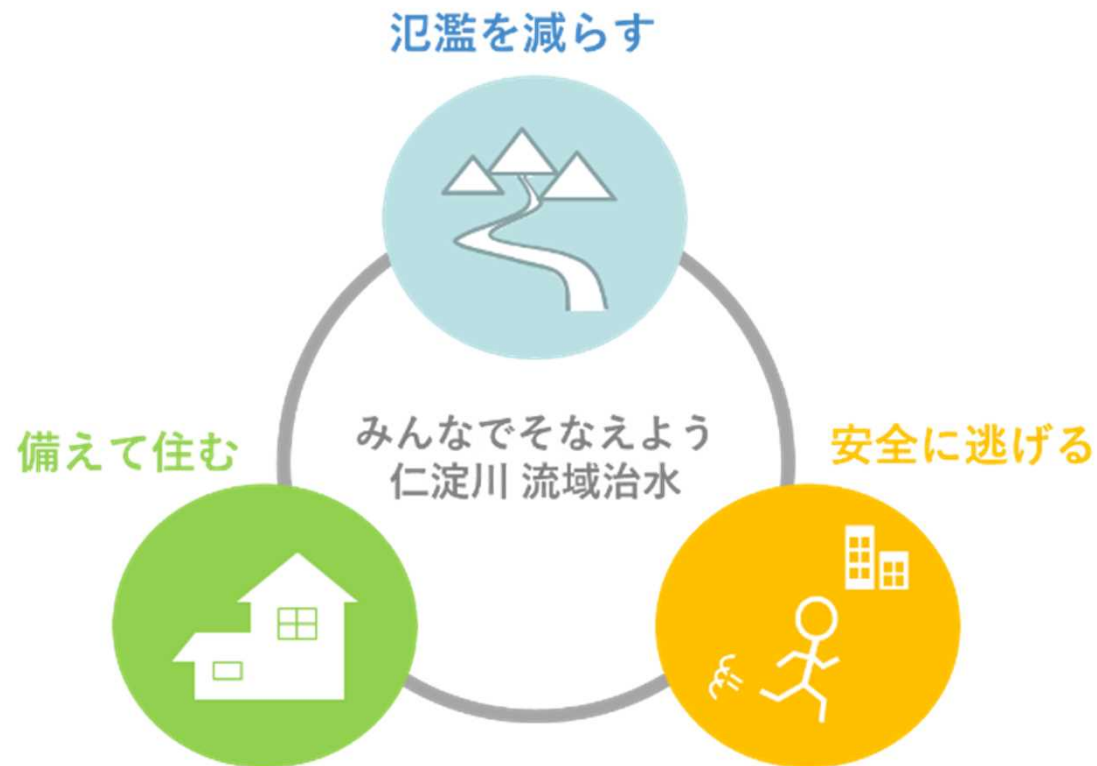 氾濫を減らす
みんなでそなえよう
仁淀川 流域治水
備えて住む
安全に逃げる